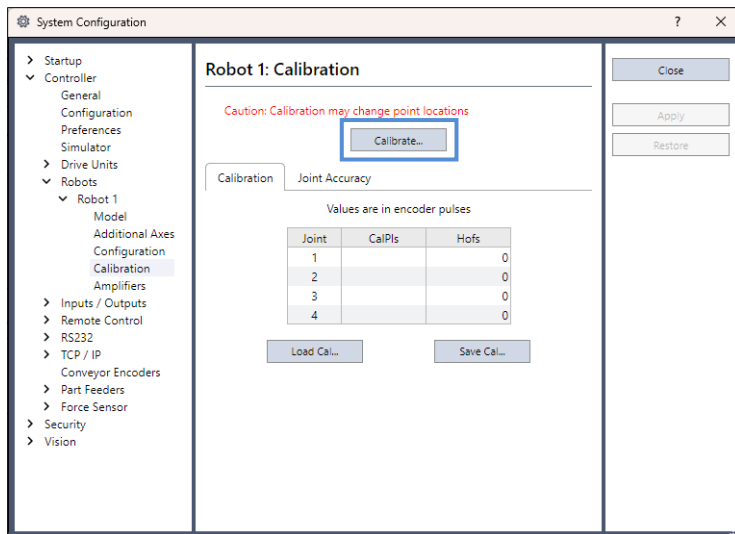 System Configuration
?
Startup
Controller
General
Configuration
Preferences
Simulator
Drive Units
Robots
Robot 1
Model
Additional Axes
Configuration
Calibration
Amplifiers
Inputs / Outputs
Remote Control
RS232
TCP / IP
Conveyor Encoders
Part Feeders
Force Sensor
Security
Vision
Robot 1: Calibration
Caution: Calibration may change point locations
Calibrate...
Calibration Joint Accuracy
Values are in encoder pulses
Joint CalPls Hofs
1 0
2 0
3 0
4 0
Load Cal... Save Cal...
Close
Apply
Restore